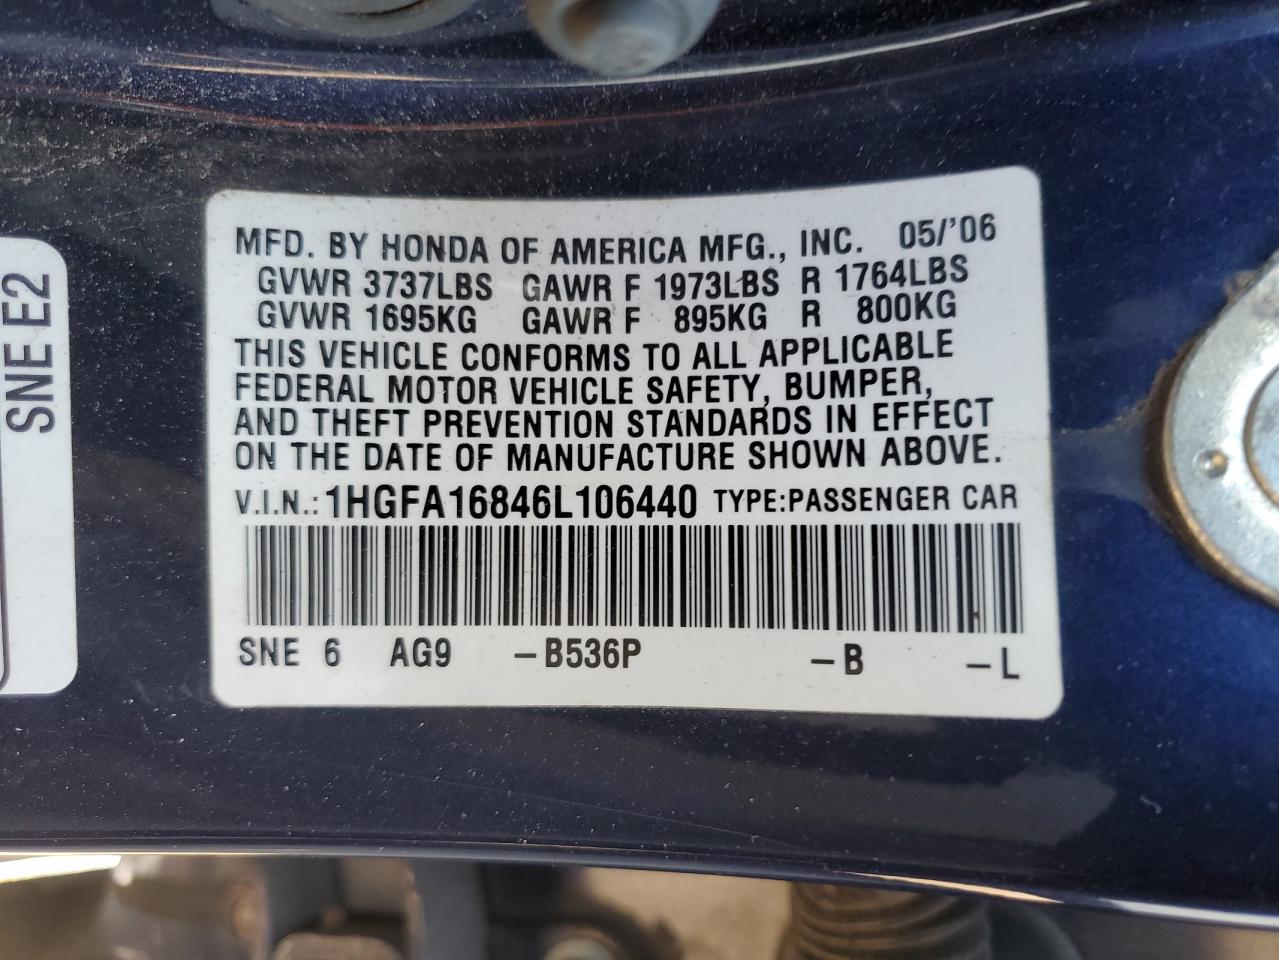 SNE E2
MFD. BY HONDA OF AMERICA MFG., INC. 05/'06
GVWR 3737LBS GAWR F 1973LBS R 1764LBS
GVWR 1695KG GAWR F 895KG R 800KG
THIS VEHICLE CONFORMS TO ALL APPLICABLE
FEDERAL MOTOR VEHICLE SAFETY, BUMPER,
AND THEFT PREVENTION STANDARDS IN EFFECT
ON THE DATE OF MANUFACTURE SHOWN ABOVE.
V.I.N.: 1HGFA16846L106440 TYPE:PASSENGER CAR
SNE 6 AG9 -B536P -B -L